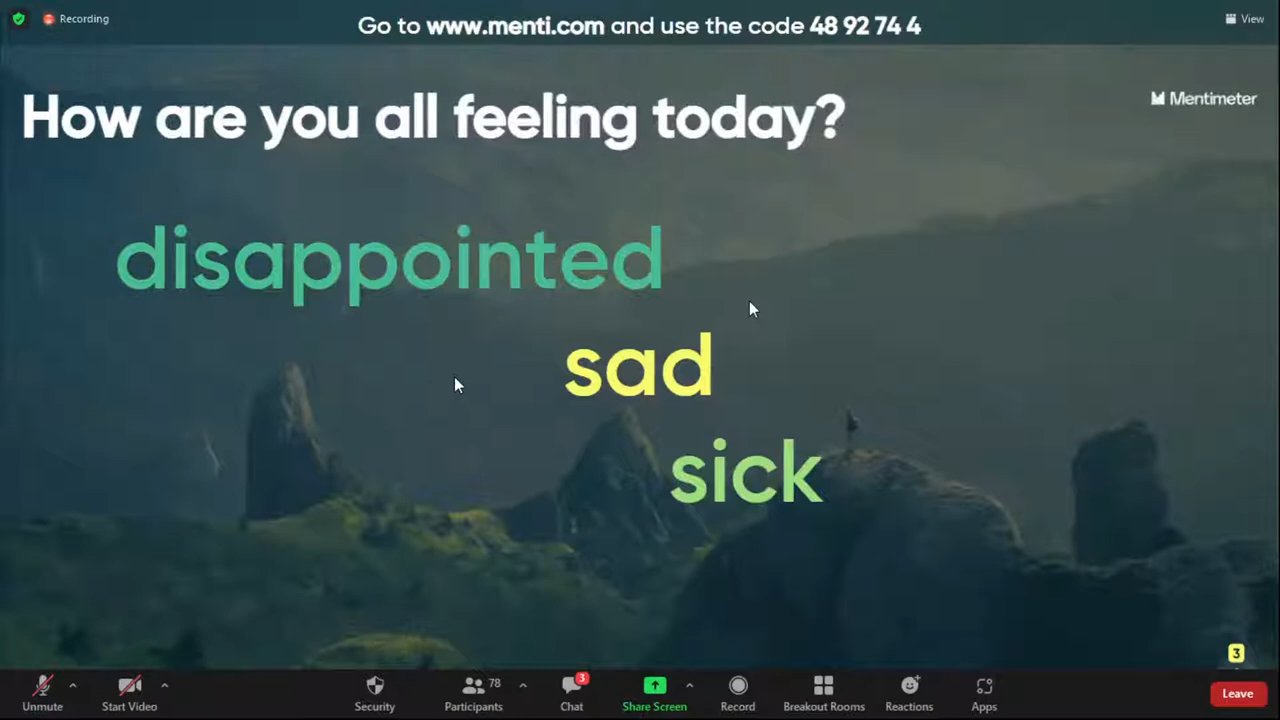 Recording
Go to www.menti.com and use the code 48 92 74 4
View
How are you all feeling today?
Mentimeter
disappointed
sad
sick
3
Unmute
Start Video
Security
78
Participants
3
Chat
Share Screen
Record
Breakout Rooms
Reactions
Apps
Leave